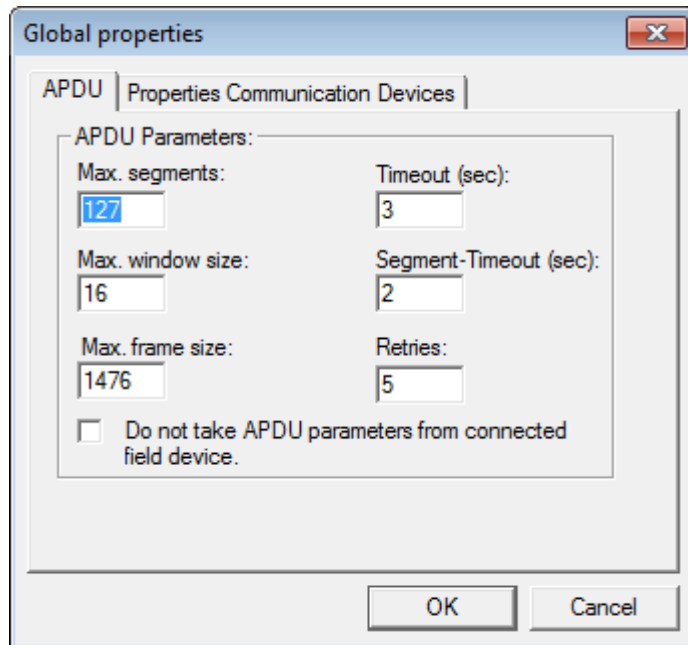 Global properties
APDU
Properties Communication Devices
APDU Parameters:
Max. segments:
Timeout (sec):
127
3
Max. window size:
Segment-Timeout (sec):
16
2
Max. frame size:
Retries:
1476
5
Do not take APDU parameters from connected
field device.
OK
Cancel